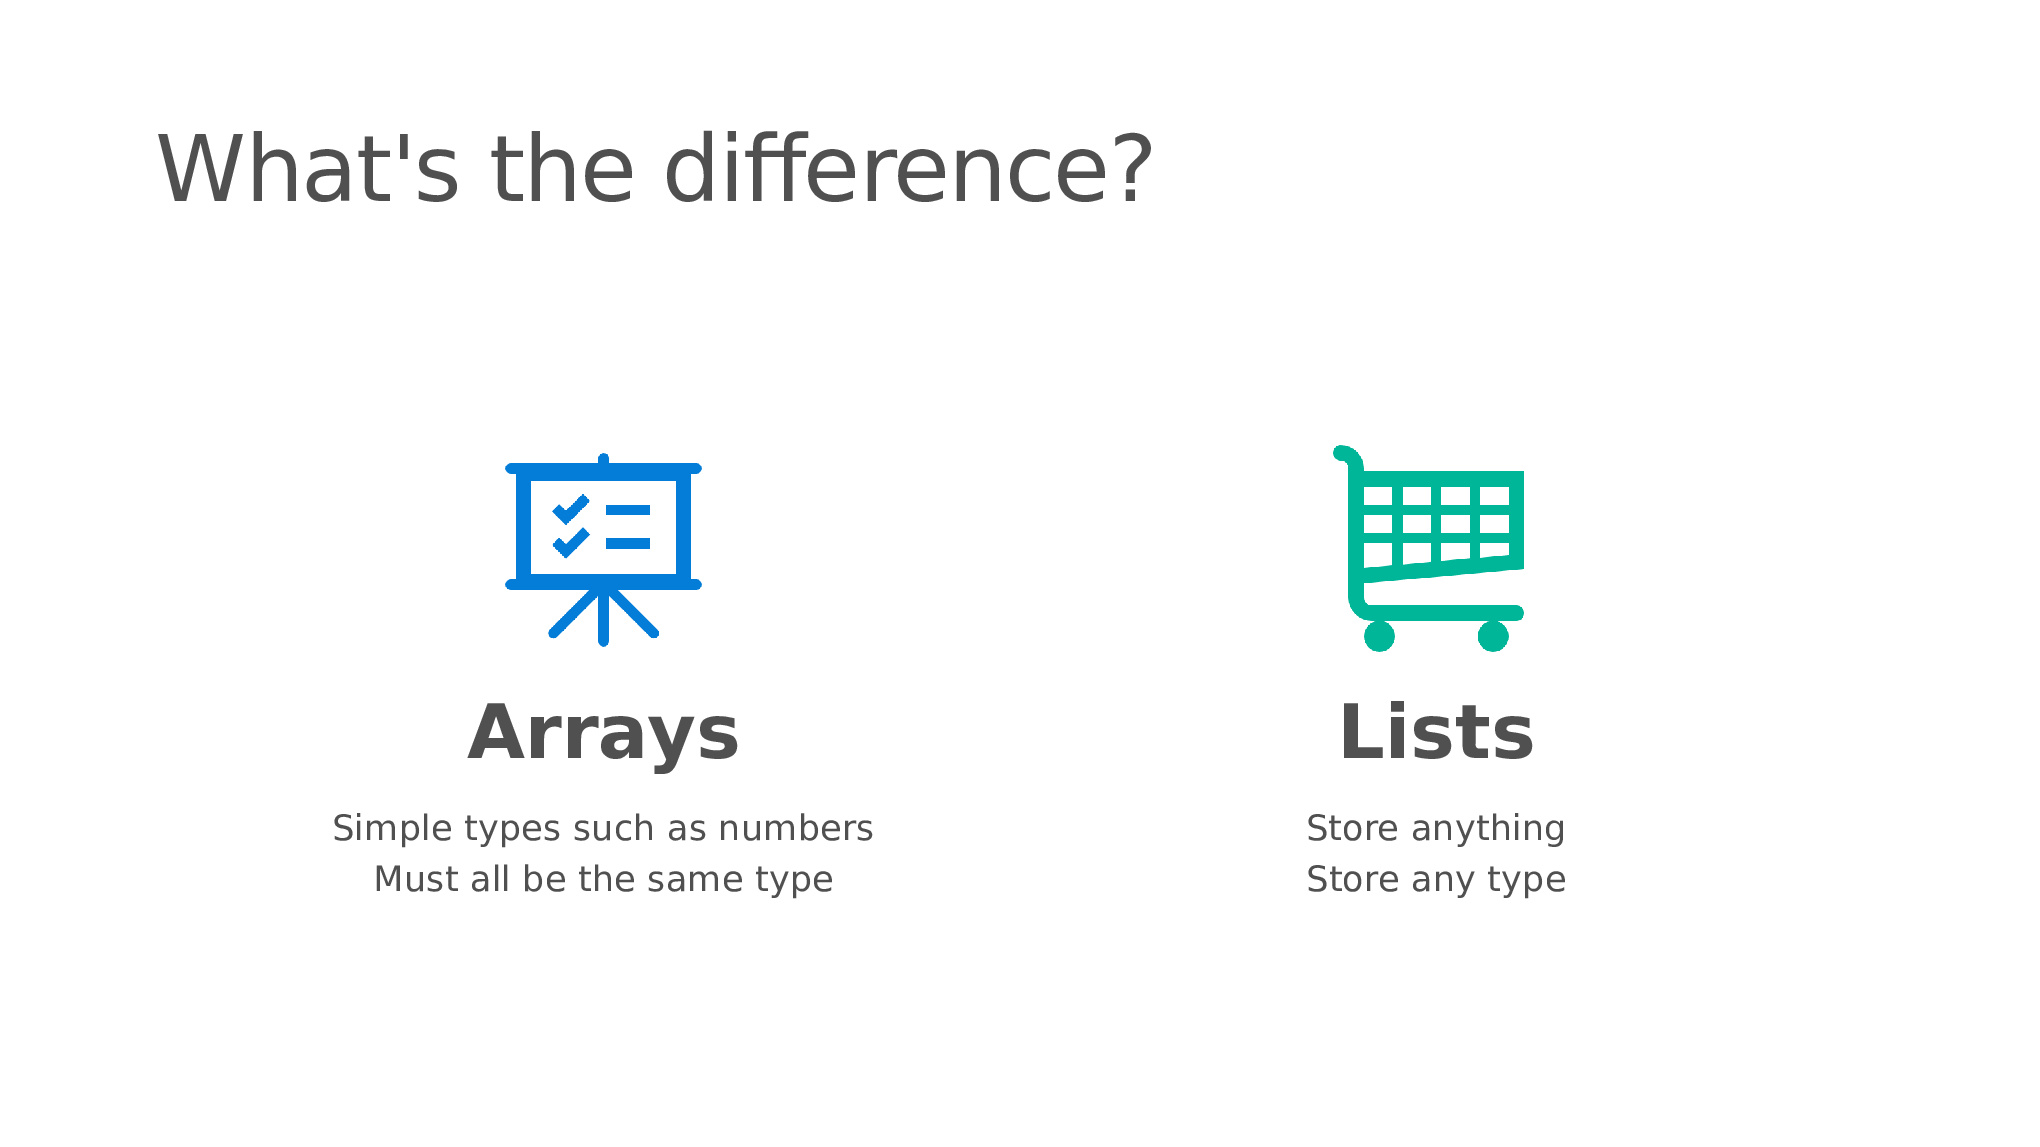 What's the difference?
Arrays
Simple types such as numbers
Must all be the same type
Lists
Store anything
Store any type